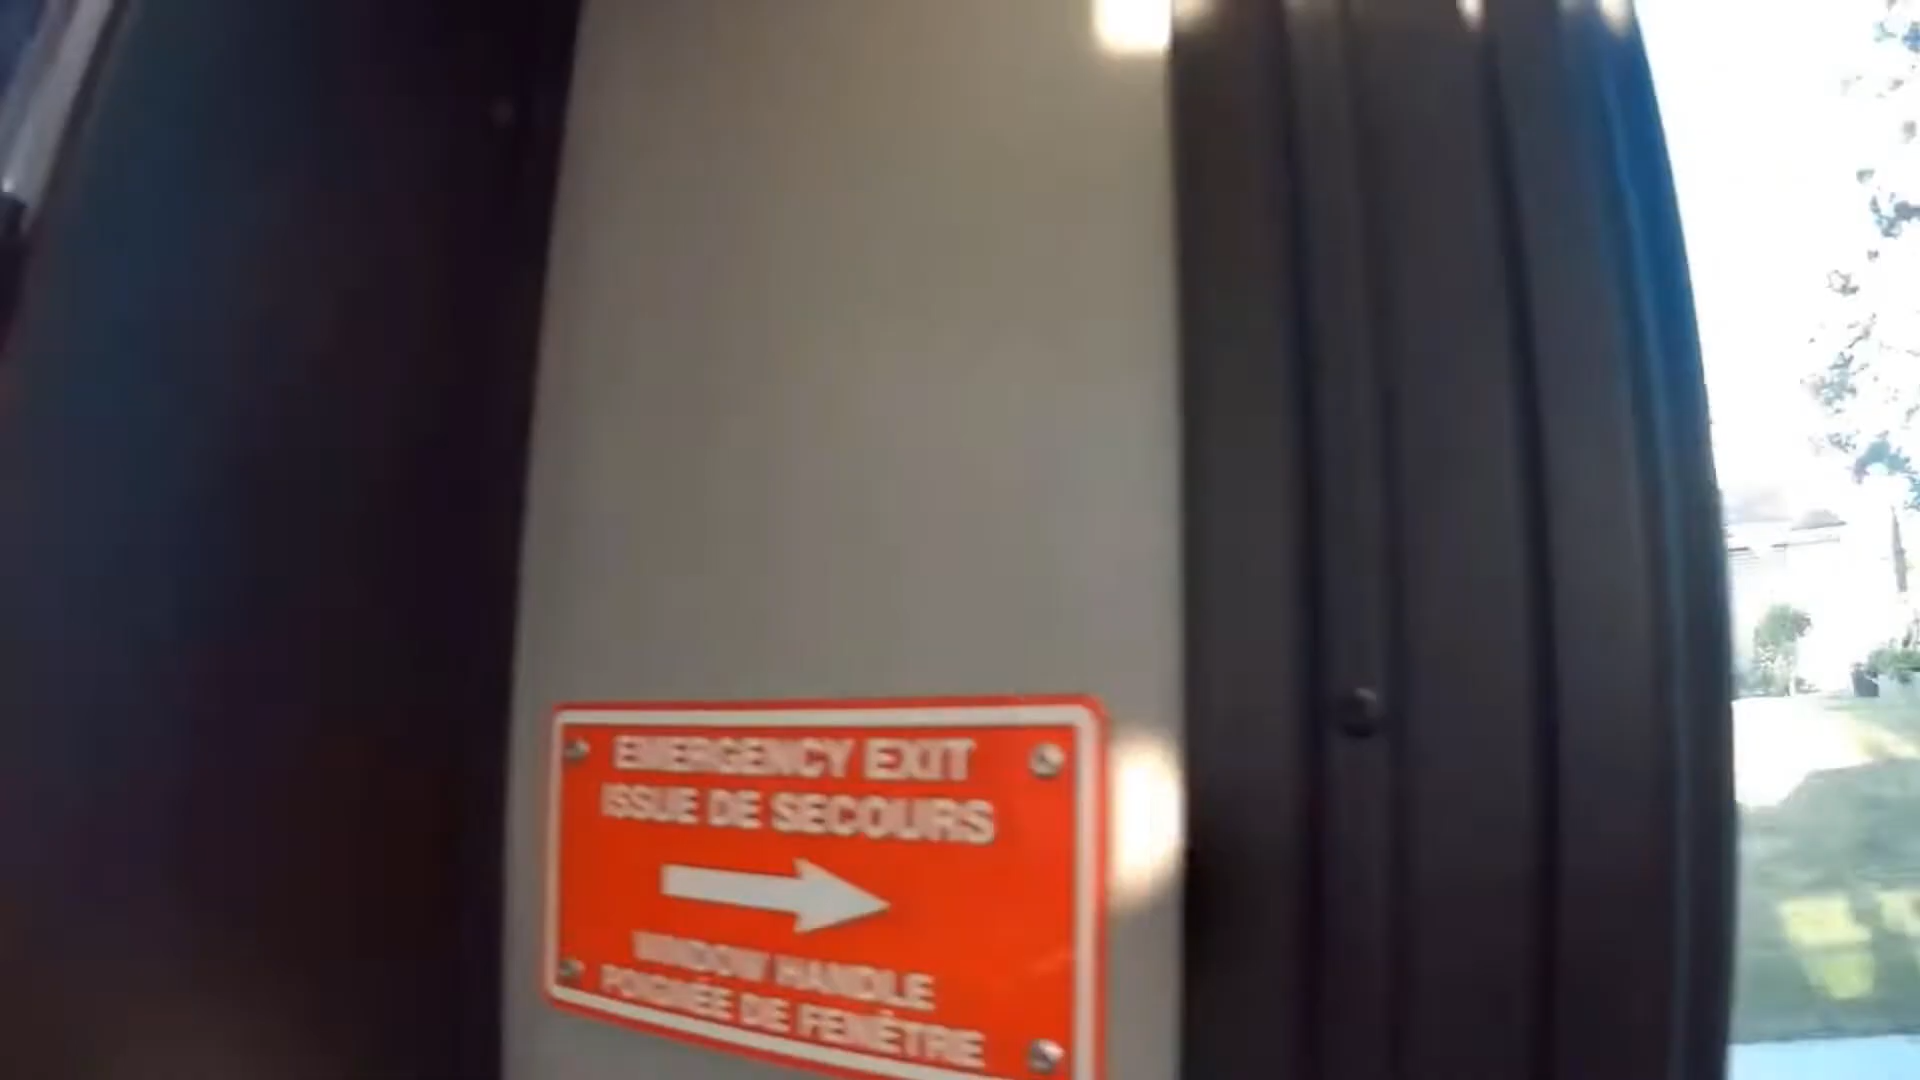 EMERGENCY EXIT
ISSUE DE SECOURS
WINDOW HANDLE
POIGNÉE DE FENÊTRE